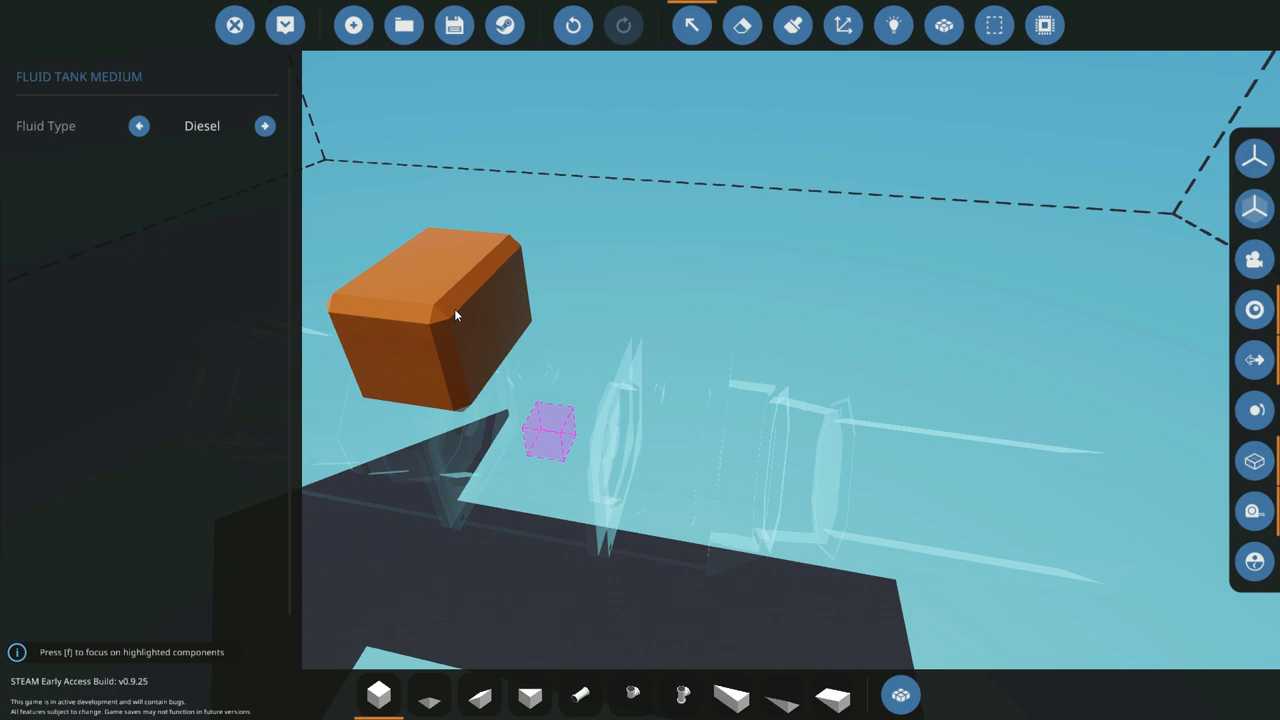 FLUID TANK MEDIUM
Fluid Type
Diesel
Press [f] to focus on highlighted components
STEAM Early Access Build: v0.9.25
This game is in active development and will contain bugs.
All features subject to change. Game saves may not function in future versions.